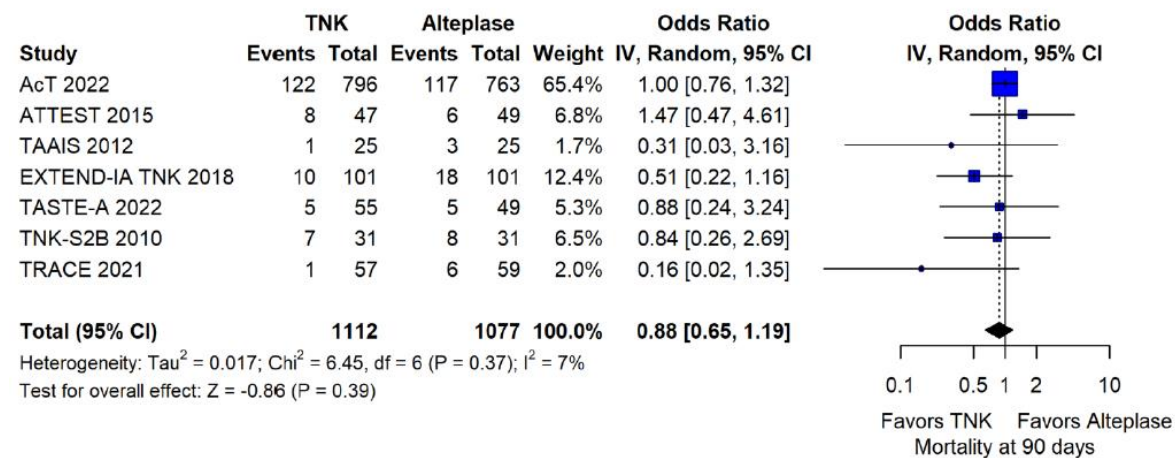 TNK Alteplase Odds Ratio Odds Ratio
Study Events Total Events Total Weight IV, Random, 95% CI IV, Random, 95% CI
AcT 2022 122 796 117 763 65.4% 1.00 [0.76, 1.32]
ATTEST 2015 8 47 6 49 6.8% 1.47 [0.47, 4.61]
TAAIS 2012 1 25 3 25 1.7% 0.31 [0.03, 3.16]
EXTEND-IA TNK 2018 10 101 18 101 12.4% 0.51 [0.22, 1.16]
TASTE-A 2022 5 55 5 49 5.3% 0.88 [0.24, 3.24]
TNK-S2B 2010 7 31 8 31 6.5% 0.84 [0.26, 2.69]
TRACE 2021 1 57 6 59 2.0% 0.16 [0.02, 1.35]
Total (95% CI) 1112 1077 100.0% 0.88 [0.65, 1.19]
Heterogeneity: Tau² = 0.017; Chi² = 6.45, df = 6 (P = 0.37); I² = 7%
Test for overall effect: Z = -0.86 (P = 0.39)
0.1 0.5 1 2 10
Favors TNK Favors Alteplase
Mortality at 90 days